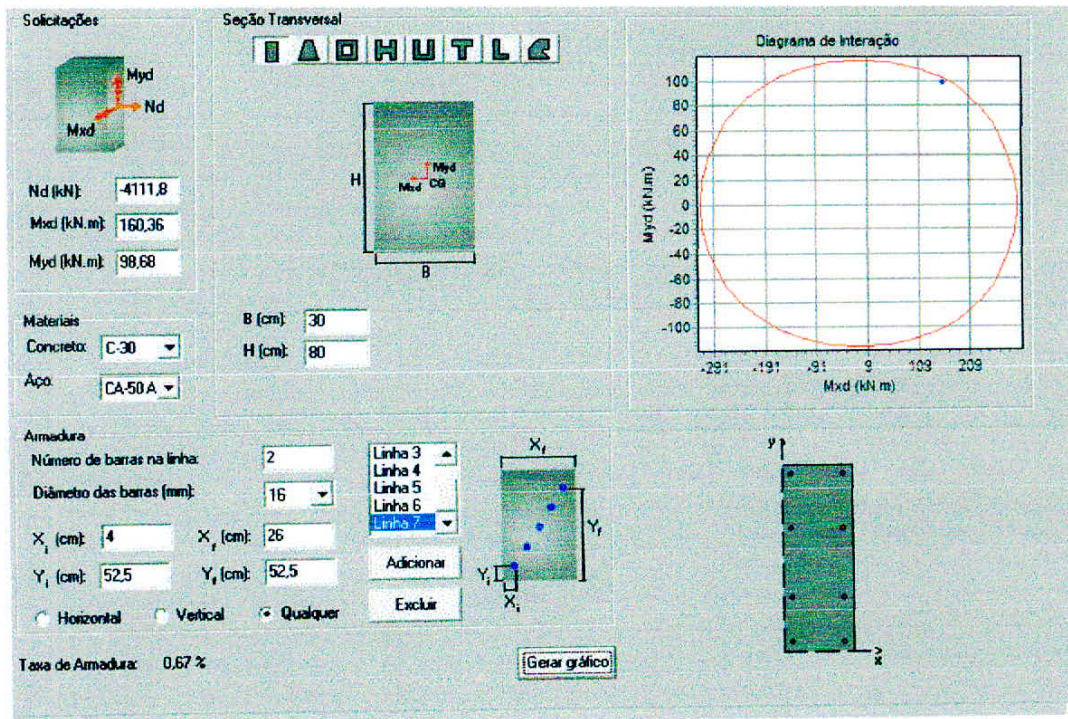 Solicitações
Myd
Nd
Mxd
Nd (kN): -4111,8
Mxd (kN.m): 160,36
Myd (kN.m): 98,68
Materiais
Concreto: C-30
Aço: CA-50 A
Seção Transversal
H
Myd
Mxd
CG
B
B (cm): 30
H (cm): 80
Diagrama de Interação
Myd (kN.m)
100
80
60
40
20
0
-20
-40
-60
-80
-100
-291 -191 -91 9 109 209
Mxd (kN.m)
Armadura
Número de barras na linha: 2
Diâmetro das barras (mm): 16
Xi (cm): 4 Xf (cm): 26
Yi (cm): 52,5 Yf (cm): 52,5
Horizontal Vertical Qualquer
Linha 3
Linha 4
Linha 5
Linha 6
Linha 7
Adicionar
Excluir
Xf
Yf
Yi
Xi
y
x
Taxa de Armadura: 0,67 %
Gerar gráfico